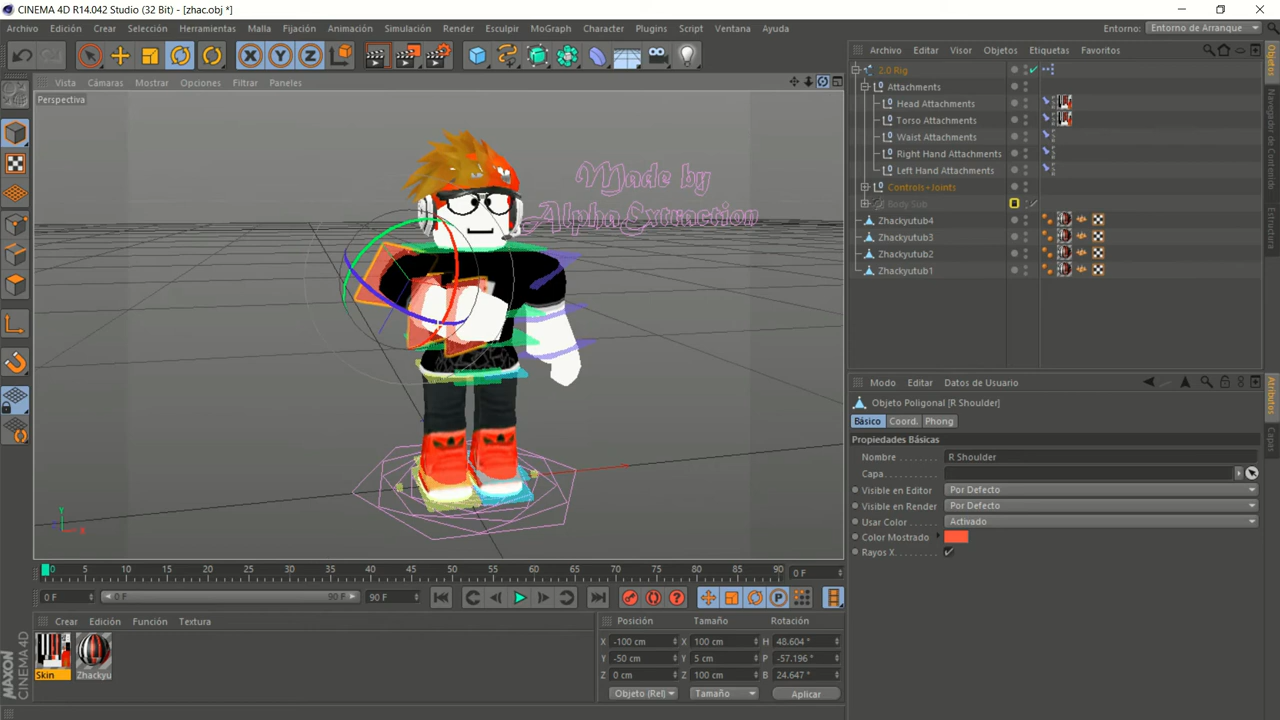 CINEMA 4D R14.042 Studio (32 Bit) - [zhac.obj *]
Archivo Edición Crear Selección Herramientas Malla Fijación Animación Simulación Render Esculpido MoGraph Character Plugins Script Ventana Ayuda
Entorno: Entorno de Arranque
X Y Z
Vista Cámaras Mostrar Opciones Filtrar Paneles
Perspectiva
Made by
AlphaExtraction
Y
X
0 5 10 15 20 25 30 35 40 45 50 55 60 65 70 75 80 85 90
0 F
0 F 0 F 90 F 90 F
?
P
Crear Edición Función Textura
Skin Zhackyu
MAXON
CINEMA 4D
Posición Tamaño Rotación
X -100 cm X 100 cm H 48.604 °
Y -50 cm Y 5 cm P -57.196 °
Z 0 cm Z 100 cm B 24.647 °
Objeto (Rel) Tamaño Aplicar
Archivo Editar Visor Objetos Etiquetas Favoritos
2.0 Rig
Attachments
Head Attachments
Torso Attachments
Waist Attachments
Right Hand Attachments
Left Hand Attachments
Controls+Joints
Body Sub
Zhackyutub4
Zhackyutub3
Zhackyutub2
Zhackyutub1
Objetos
Navegador de Contenido
Estructura
Modo Editar Datos de Usuario
Objeto Poligonal [R Shoulder]
Básico Coord. Phong
Propiedades Básicas
Nombre R Shoulder
Capa.
Visible en Editor Por Defecto
Visible en Render Por Defecto
Usar Color Activado
Color Mostrado
Rayos X
Atributos
Capas